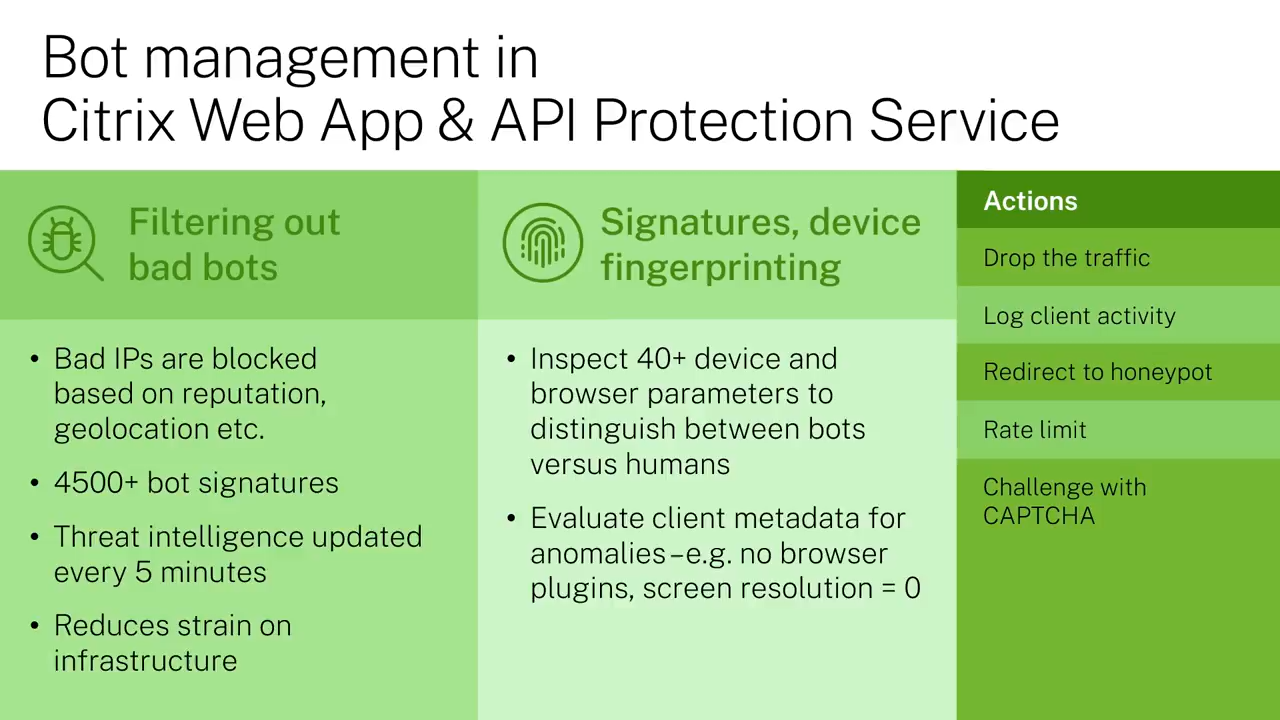 Bot management in
Citrix Web App & API Protection Service
Filtering out
bad bots
• Bad IPs are blocked
based on reputation,
geolocation etc.
• 4500+ bot signatures
• Threat intelligence updated
every 5 minutes
• Reduces strain on
infrastructure
Signatures, device
fingerprinting
• Inspect 40+ device and
browser parameters to
distinguish between bots
versus humans
• Evaluate client metadata for
anomalies – e.g. no browser
plugins, screen resolution = 0
Actions
Drop the traffic
Log client activity
Redirect to honeypot
Rate limit
Challenge with
CAPTCHA